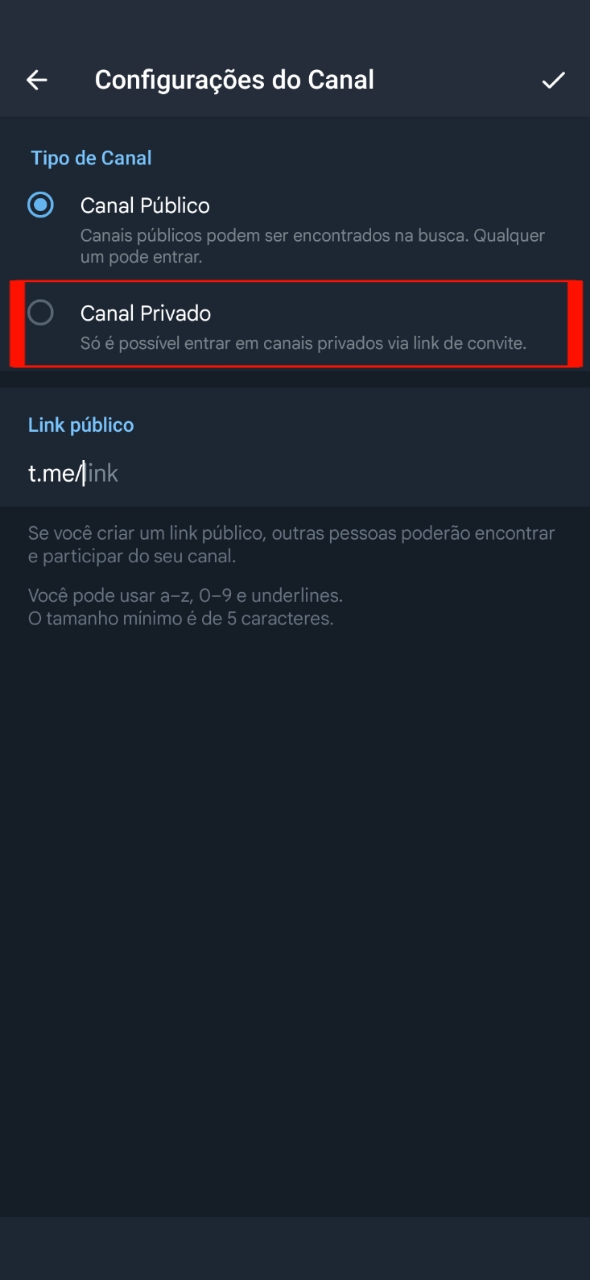 Configurações do Canal
Tipo de Canal
Canal Público
Canais públicos podem ser encontrados na busca. Qualquer
um pode entrar.
Canal Privado
Só é possível entrar em canais privados via link de convite.
Link público
t.me/link
Se você criar um link público, outras pessoas poderão encontrar
e participar do seu canal.
Você pode usar a–z, 0–9 e underlines.
O tamanho mínimo é de 5 caracteres.